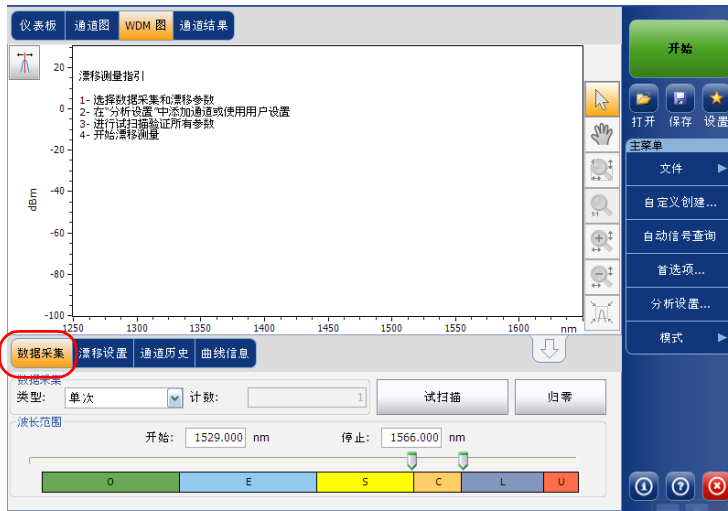 仪表板 通道图 WDM 图 通道结果
开始
漂移测量指引
1- 选择数据采集和漂移参数
2- 在“分析设置”中添加通道或使用用户设置
3- 进行试扫描验证所有参数
4- 开始漂移测量
20
0
-20
-40
-60
-80
-100
dBm
1250 1300 1350 1400 1450 1500 1550 1600 nm
1:1
打开 保存 设置
主菜单
文件
自定义创建...
自动信号查询
首选项...
分析设置...
模式
数据采集 漂移设置 通道历史 曲线信息
数据采集
类型: 单次 计数: 1 试扫描 归零
波长范围
开始: 1529.000 nm 停止: 1566.000 nm
O E S C L U